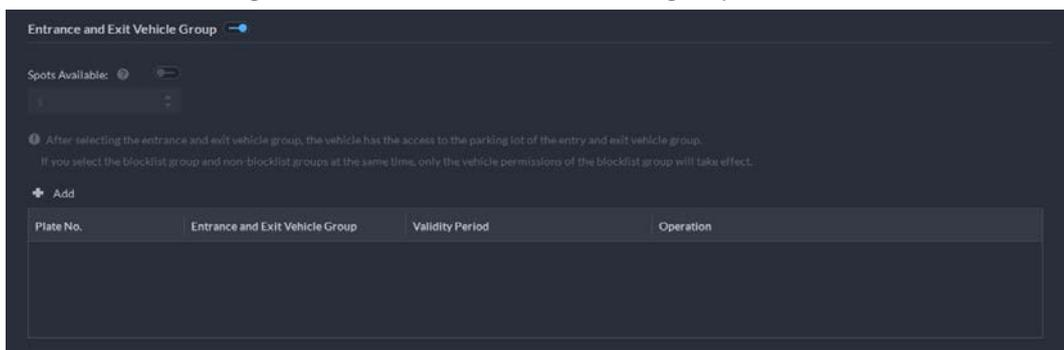 Entrance and Exit Vehicle Group
Spots Available:
1
After selecting the entrance and exit vehicle group, the vehicle has the access to the parking lot of the entry and exit vehicle group.
If you select the blocklist group and non-blocklist groups at the same time, only the vehicle permissions of the blocklist group will take effect.
Add
Plate No. Entrance and Exit Vehicle Group Validity Period Operation